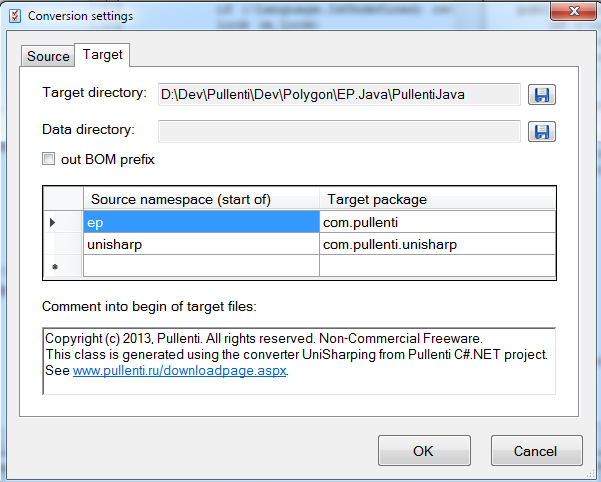 Conversion settings
Source Target
Target directory: D:\Dev\Pullenti\Dev\Polygon\EP.Java\PullentiJava
Data directory:
out BOM prefix
Source namespace (start of) Target package
ep com.pullenti
unisharp com.pullenti.unisharp
Comment into begin of target files:
Copyright (c) 2013, Pullenti. All rights reserved. Non-Commercial Freeware.
This class is generated using the converter UniSharping from Pullenti C#.NET project.
See www.pullenti.ru/downloadpage.aspx.
OK Cancel